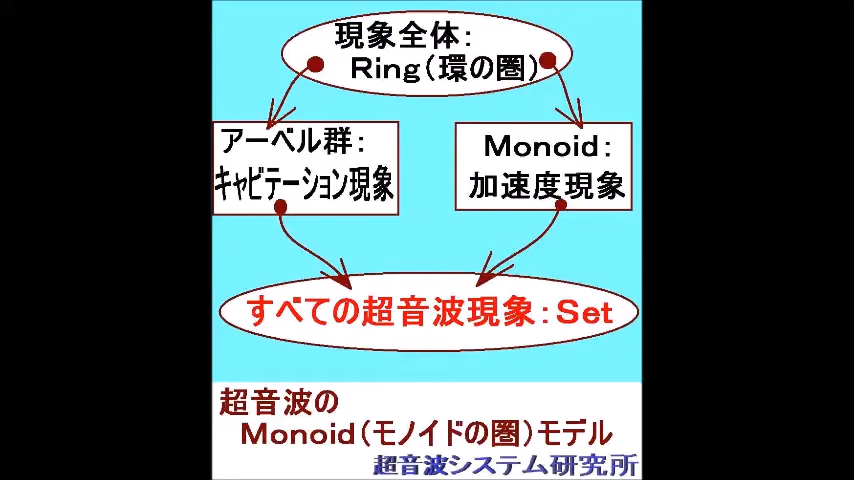 現象全体：
Ring（環の圏）
アーベル群：
キャビテーション現象
Monoid：
加速度現象
すべての超音波現象：Set
超音波の
Monoid（モノイドの圏）モデル
超音波システム研究所